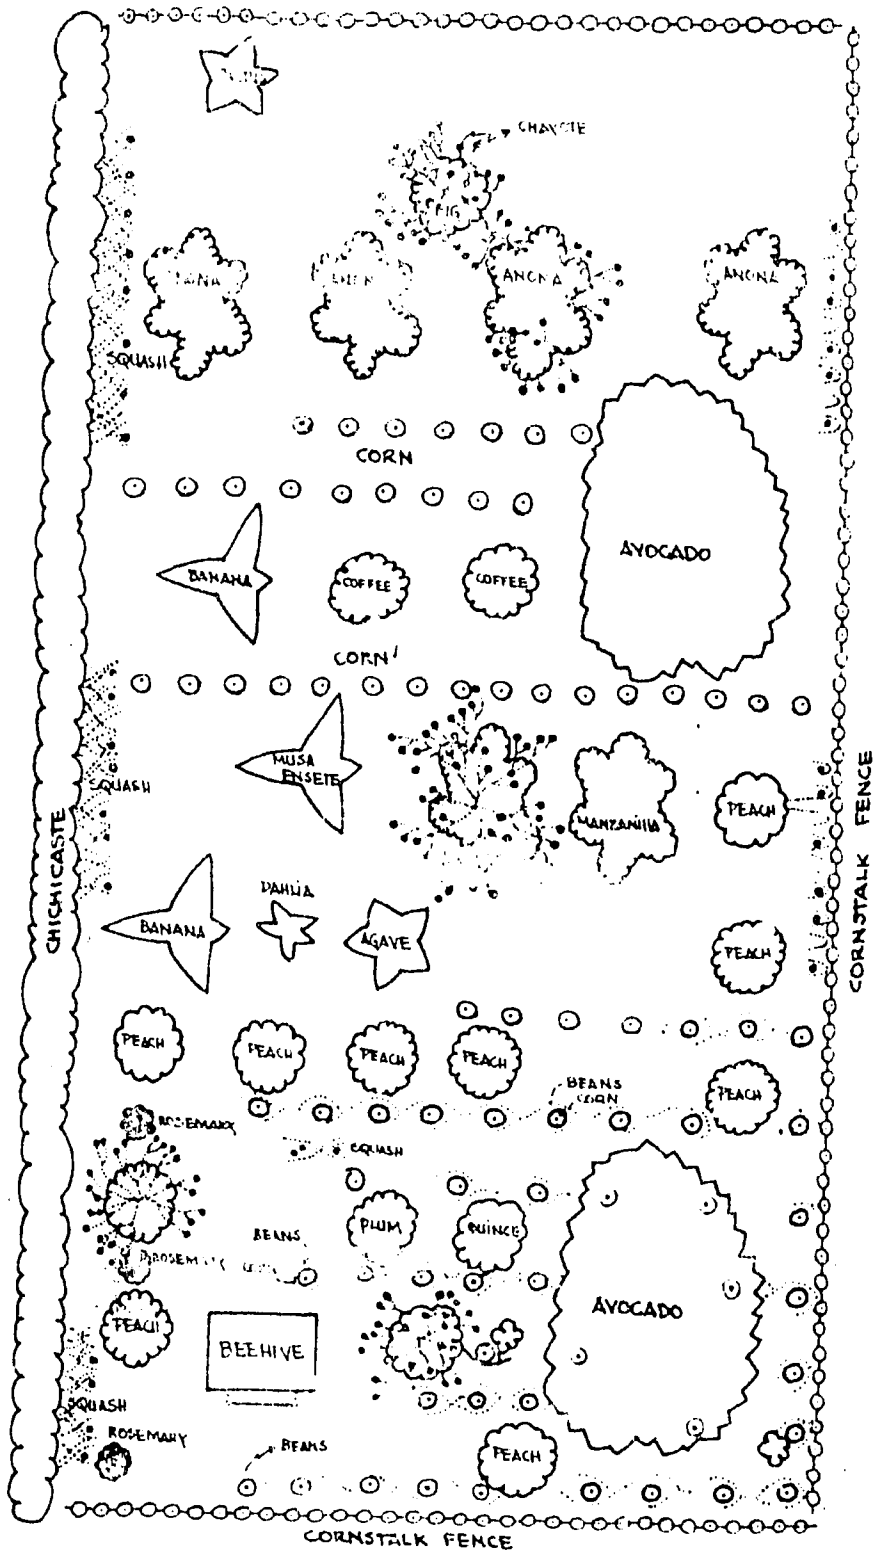 CHAYOTE
FIG
ANONA
ANONA
SQUASH
CORN
AVOCADO
BANANA
COFFEE
COFFEE
CORN
MUSA
ENSETE
SQUASH
MANZANILLA
PEACH
CHICHICASTE
CORNSTALK FENCE
DAHLIA
BANANA
AGAVE
PEACH
PEACH
PEACH
PEACH
PEACH
BEANS
CORN
PEACH
ROSEMARY
SQUASH
PLUM
QUINCE
BEANS
ROSEMARY
PEACH
BEEHIVE
AVOCADO
SQUASH
ROSEMARY
BEANS
PEACH
CORNSTALK FENCE